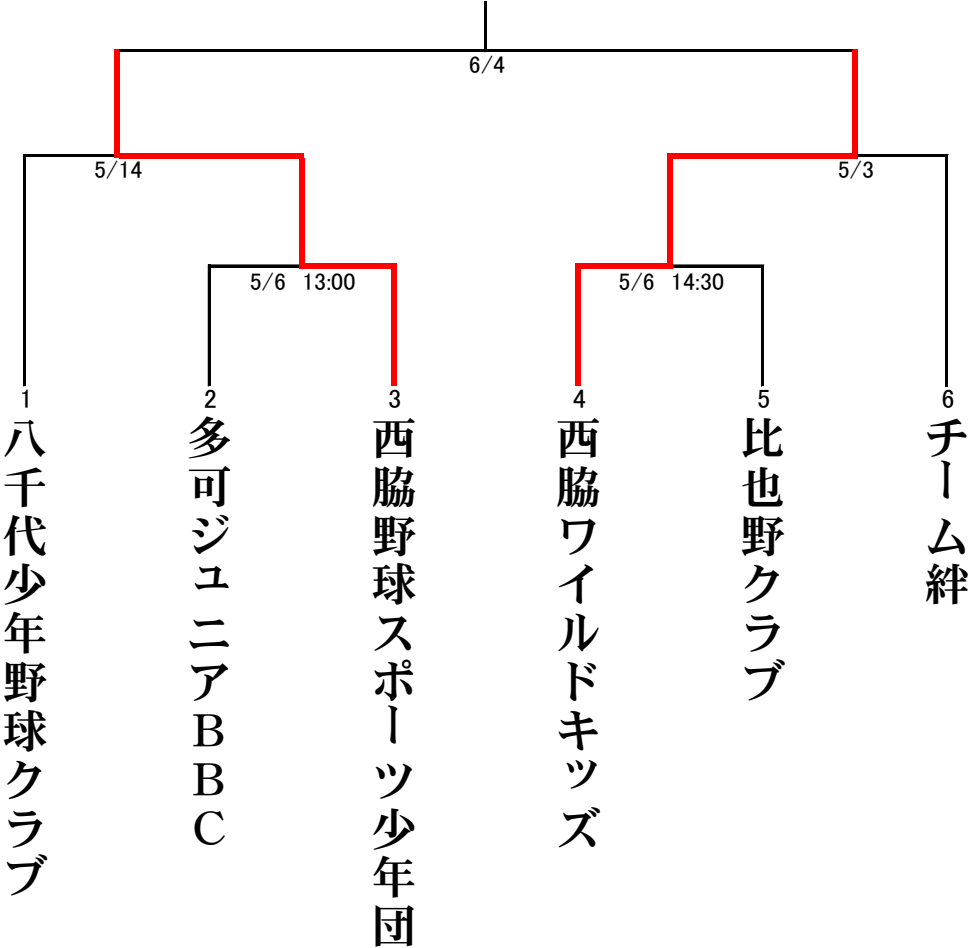 6/4
5/14
5/3
5/6 13:00
5/6 14:30
1
2
3
4
5
6
八千代少年野球クラブ
多可ジュニアＢＢＣ
西脇野球スポーツ少年団
西脇ワイルドキッズ
比也野クラブ
チーム絆